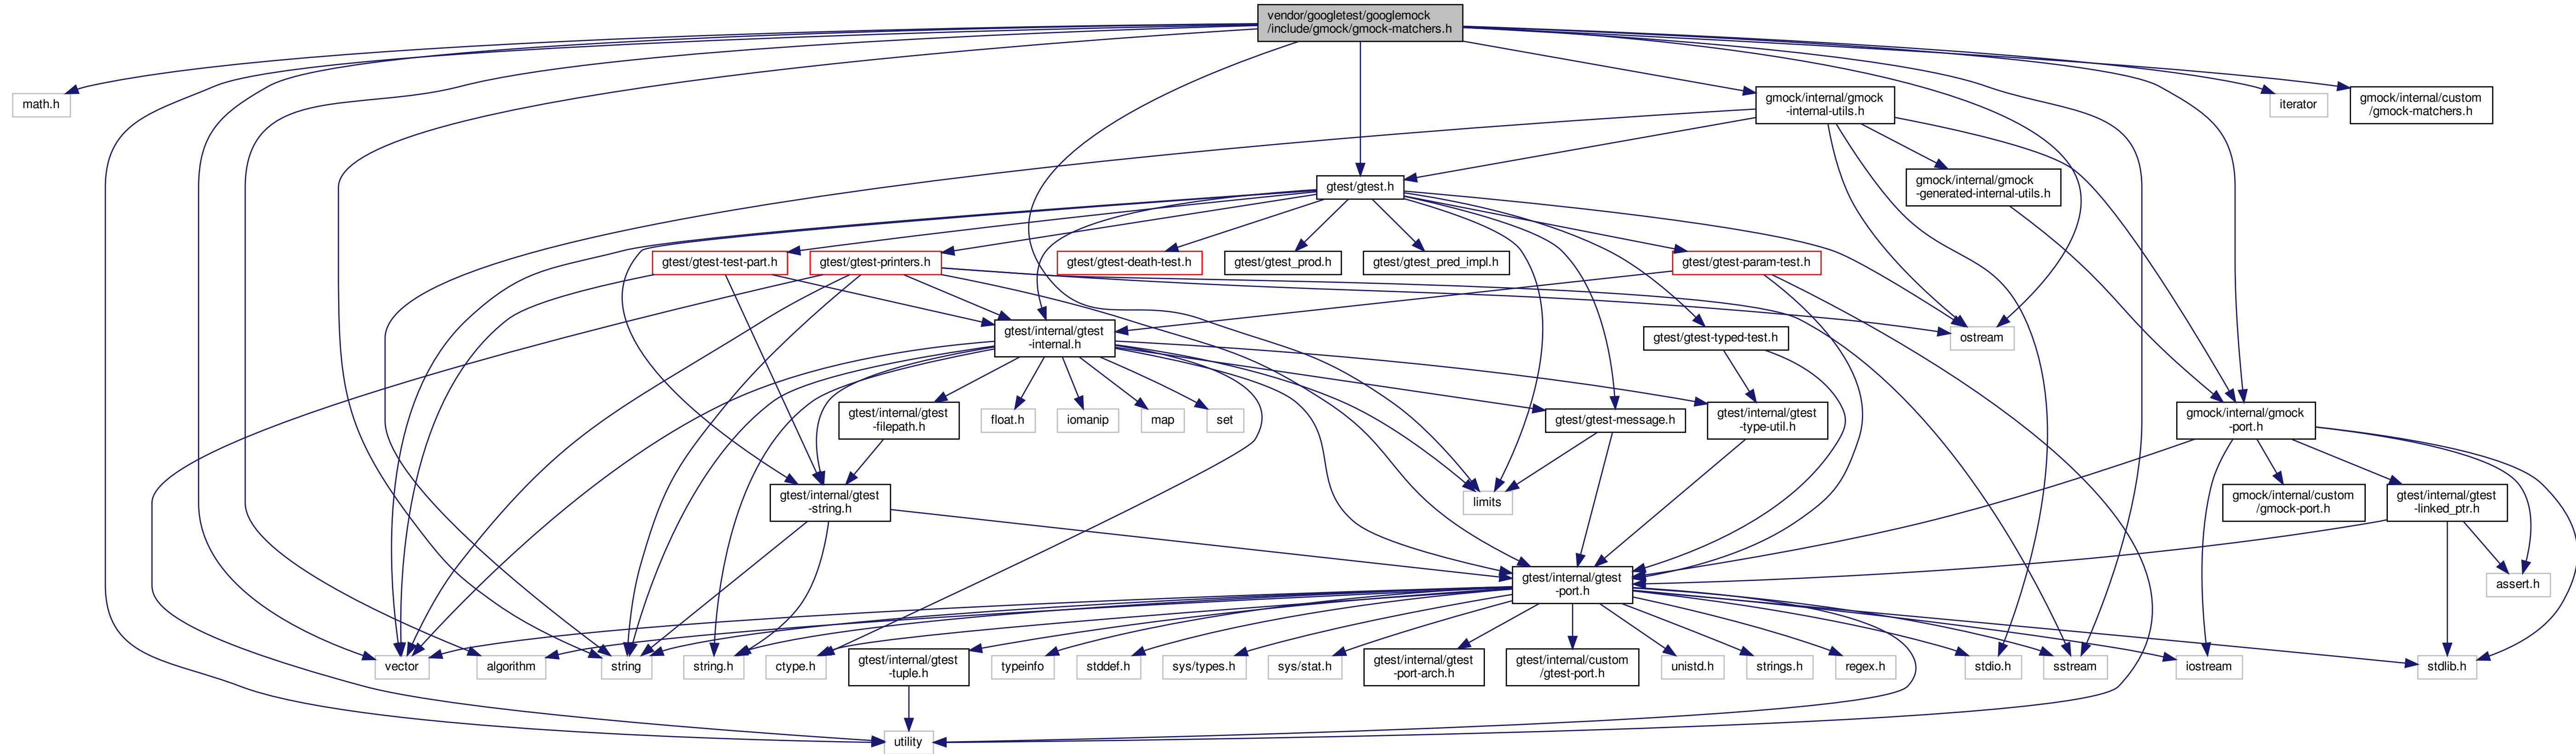 vendor/googletest/googlemock
/include/gmock/gmock-matchers.h
math.h
gmock/internal/gmock
-internal-utils.h
iterator
gmock/internal/custom
/gmock-matchers.h
gtest/gtest.h
gmock/internal/gmock
-generated-internal-utils.h
gtest/gtest-test-part.h
gtest/gtest-printers.h
gtest/gtest-death-test.h
gtest/gtest_prod.h
gtest/gtest_pred_impl.h
gtest/gtest-param-test.h
gtest/internal/gtest
-internal.h
gtest/gtest-typed-test.h
ostream
gtest/internal/gtest
-filepath.h
float.h
iomanip
map
set
gtest/gtest-message.h
gtest/internal/gtest
-type-util.h
gmock/internal/gmock
-port.h
gtest/internal/gtest
-string.h
limits
gmock/internal/custom
/gmock-port.h
gtest/internal/gtest
-linked_ptr.h
gtest/internal/gtest
-port.h
assert.h
vector
algorithm
string
string.h
ctype.h
gtest/internal/gtest
-tuple.h
typeinfo
stddef.h
sys/types.h
sys/stat.h
gtest/internal/gtest
-port-arch.h
gtest/internal/custom
/gtest-port.h
unistd.h
strings.h
regex.h
stdio.h
sstream
iostream
stdlib.h
utility